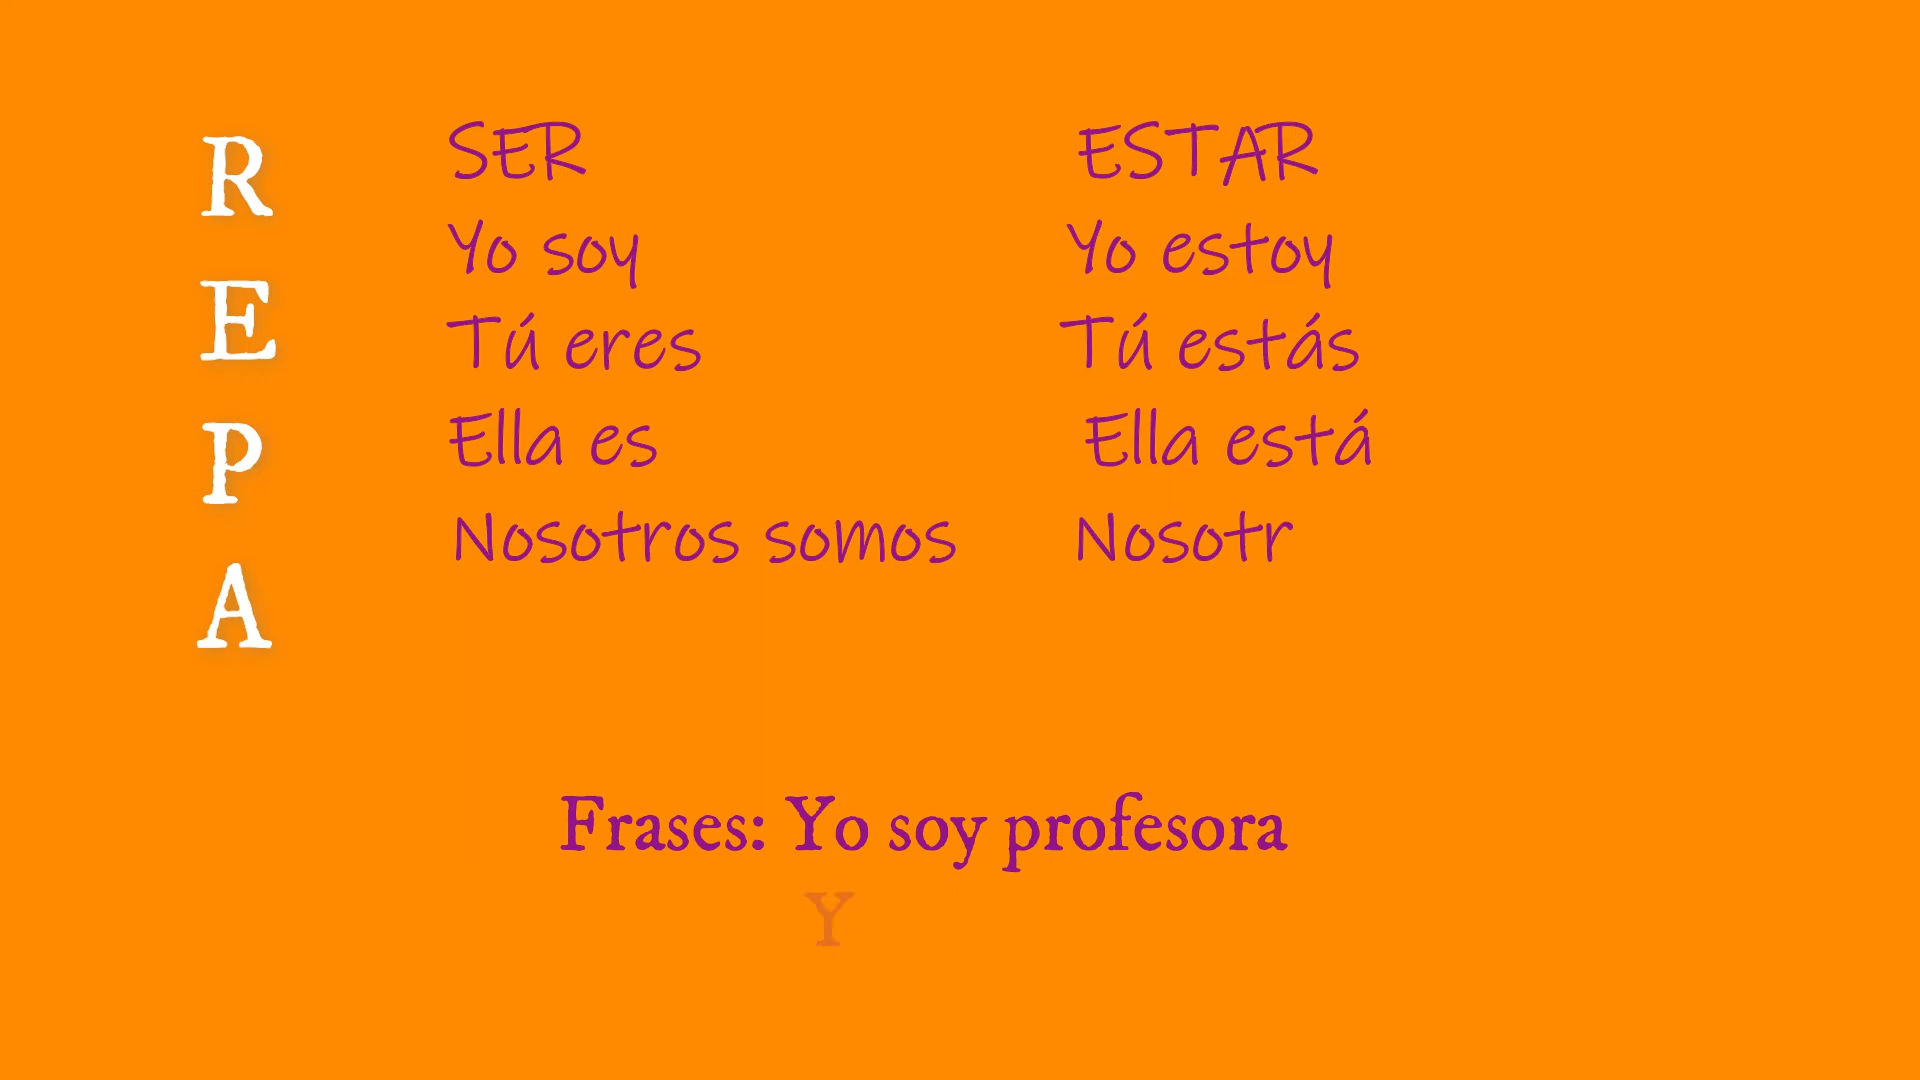 R
E
P
A
SER ESTAR
Yo soy Yo estoy
Tú eres Tú estás
Ella es Ella está
Nosotros somos Nosotr
Frases: Yo soy profesora
Y